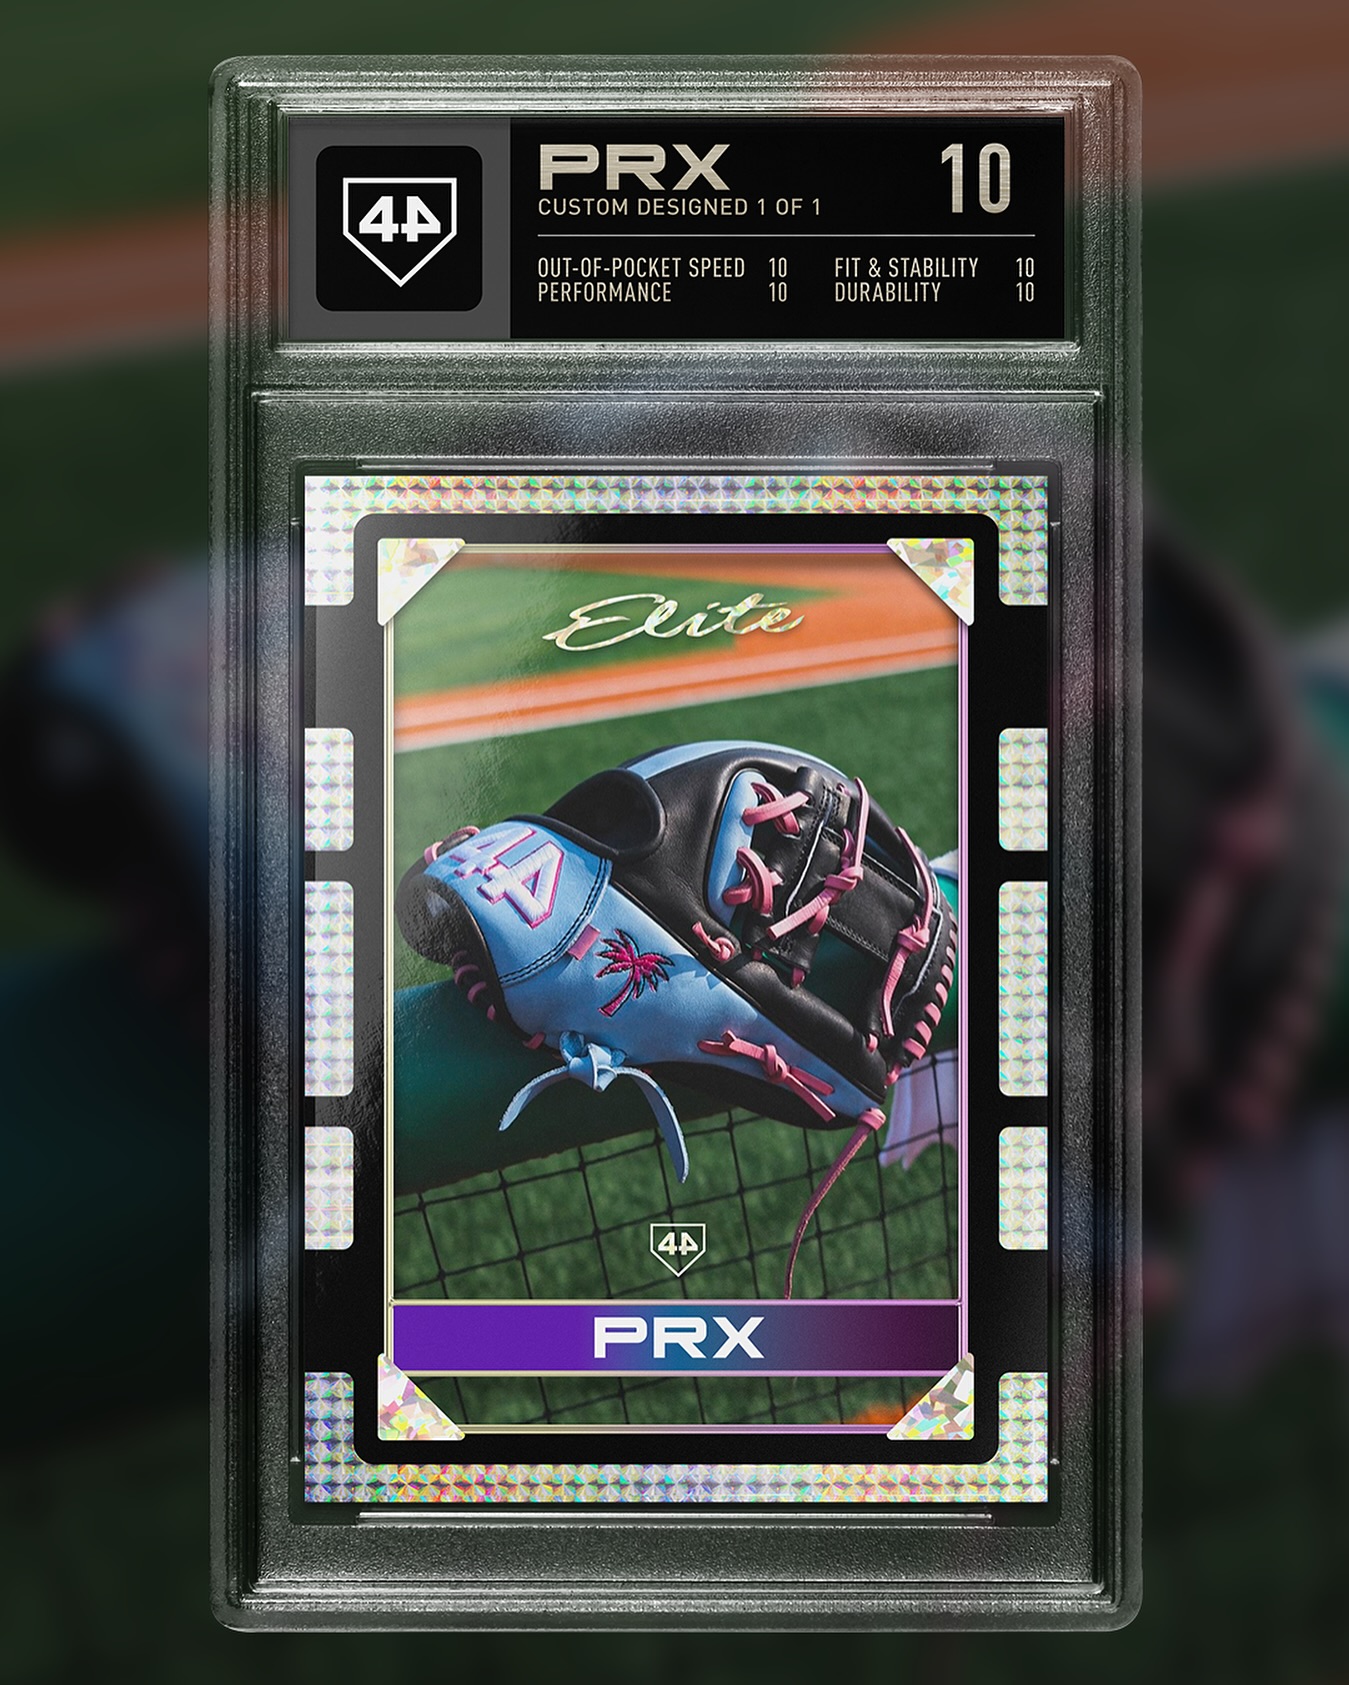 44
PRX
10
CUSTOM DESIGNED 1 OF 1
OUT-OF-POCKET SPEED 10 FIT & STABILITY 10
PERFORMANCE 10 DURABILITY 10
Elite
44
44
PRX